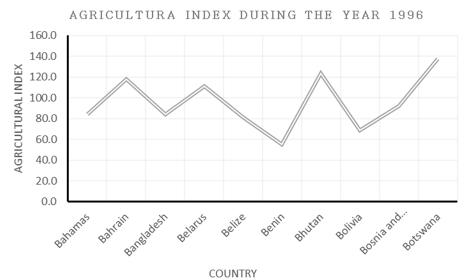 AGRICULTURA INDEX DURING THE YEAR 1996
160.0
140.0
120.0
100.0
80.0
60.0
40.0
20.0
0.0
AGRICULTURAL INDEX
Bahamas
Bahrain
Bangladesh
Belarus
Belize
Benin
Bhutan
Bolivia
Bosnia and...
Botswana
COUNTRY